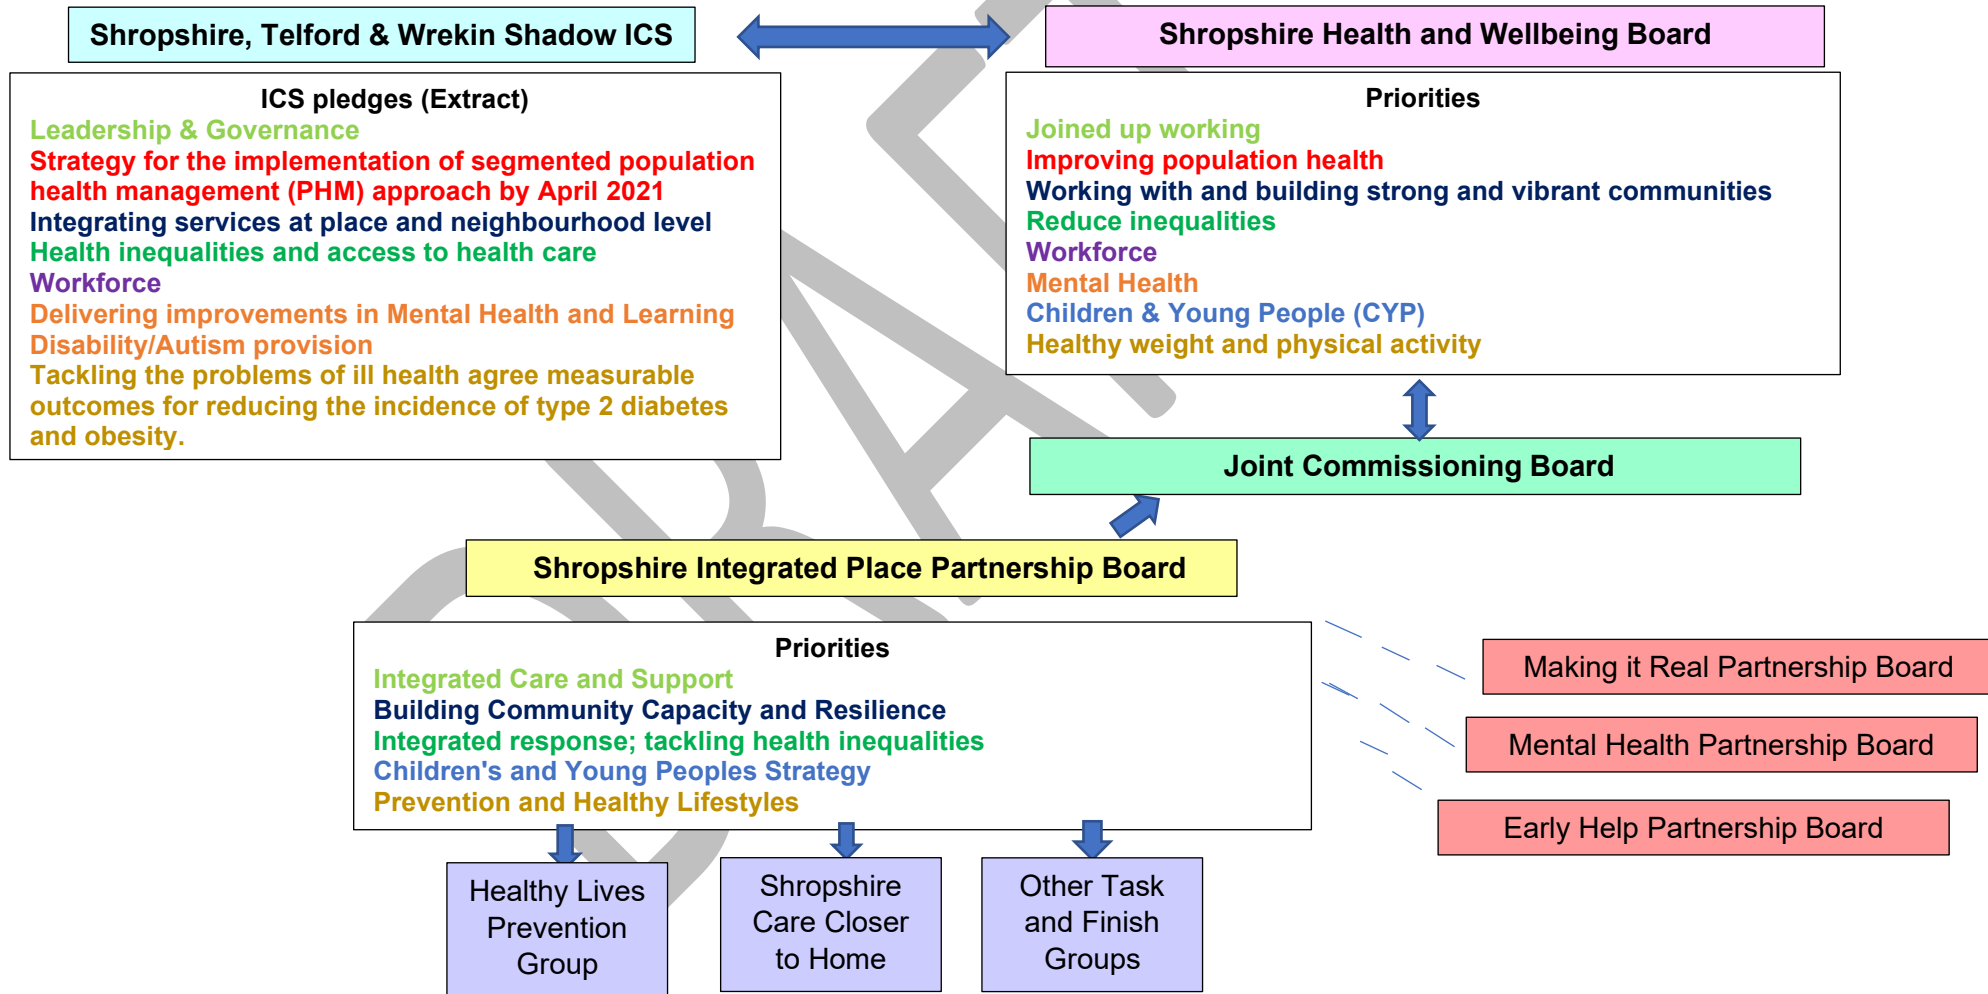 Shropshire, Telford & Wrekin Shadow ICS
ICS pledges (Extract)
Leadership & Governance
Strategy for the implementation of segmented population
health management (PHM) approach by April 2021
Integrating services at place and neighbourhood level
Health inequalities and access to health care
Workforce
Delivering improvements in Mental Health and Learning
Disability/Autism provision
Tackling the problems of ill health agree measurable
outcomes for reducing the incidence of type 2 diabetes
and obesity.
Shropshire Health and Wellbeing Board
Priorities
Joined up working
Improving population health
Working with and building strong and vibrant communities
Reduce inequalities
Workforce
Mental Health
Children & Young People (CYP)
Healthy weight and physical activity
Joint Commissioning Board
Shropshire Integrated Place Partnership Board
Priorities
Integrated Care and Support
Building Community Capacity and Resilience
Integrated response; tackling health inequalities
Children's and Young Peoples Strategy
Prevention and Healthy Lifestyles
Making it Real Partnership Board
Mental Health Partnership Board
Early Help Partnership Board
Healthy Lives
Prevention
Group
Shropshire
Care Closer
to Home
Other Task
and Finish
Groups